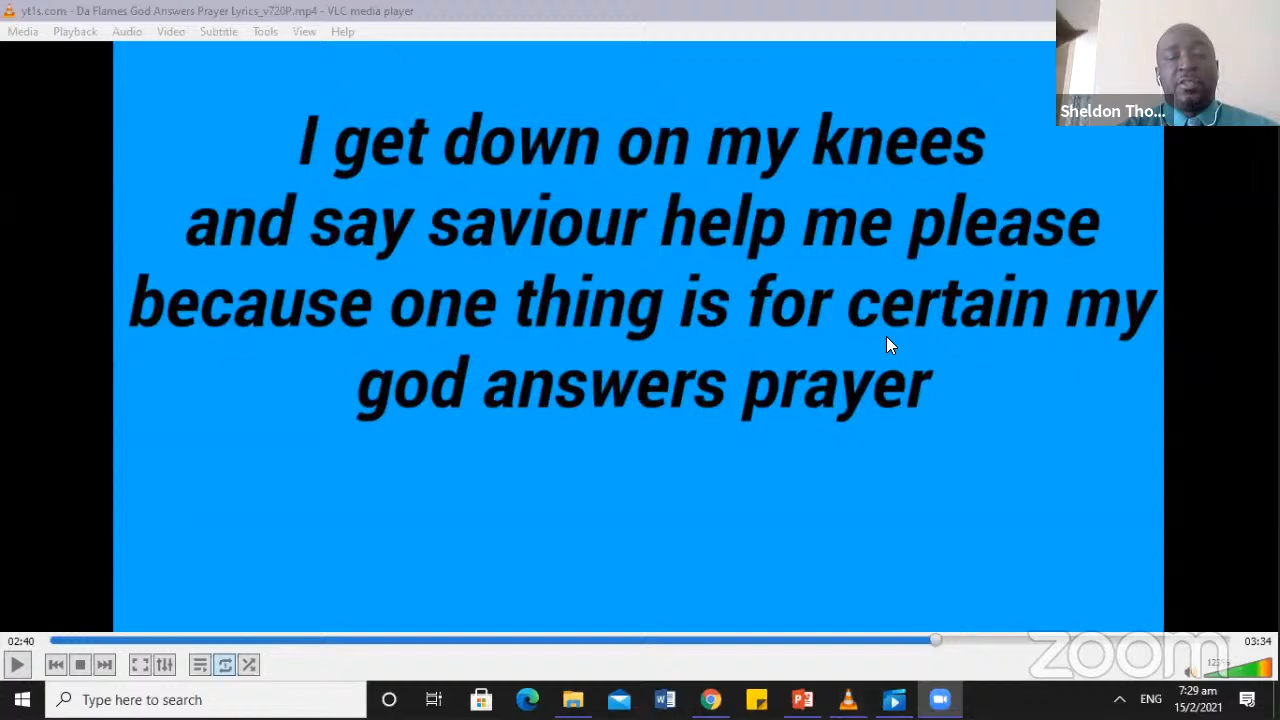 yt1s.com - Da Flames God Answers Prayer Lyrics_v720P.mp4 - VLC media player
Media Playback Audio Video Subtitle Tools View Help
Sheldon Tho...
I get down on my knees
and say saviour help me please
because one thing is for certain my
god answers prayer
02:40
03:34
zoom
123%
Type here to search
ENG
7:29 am
15/2/2021